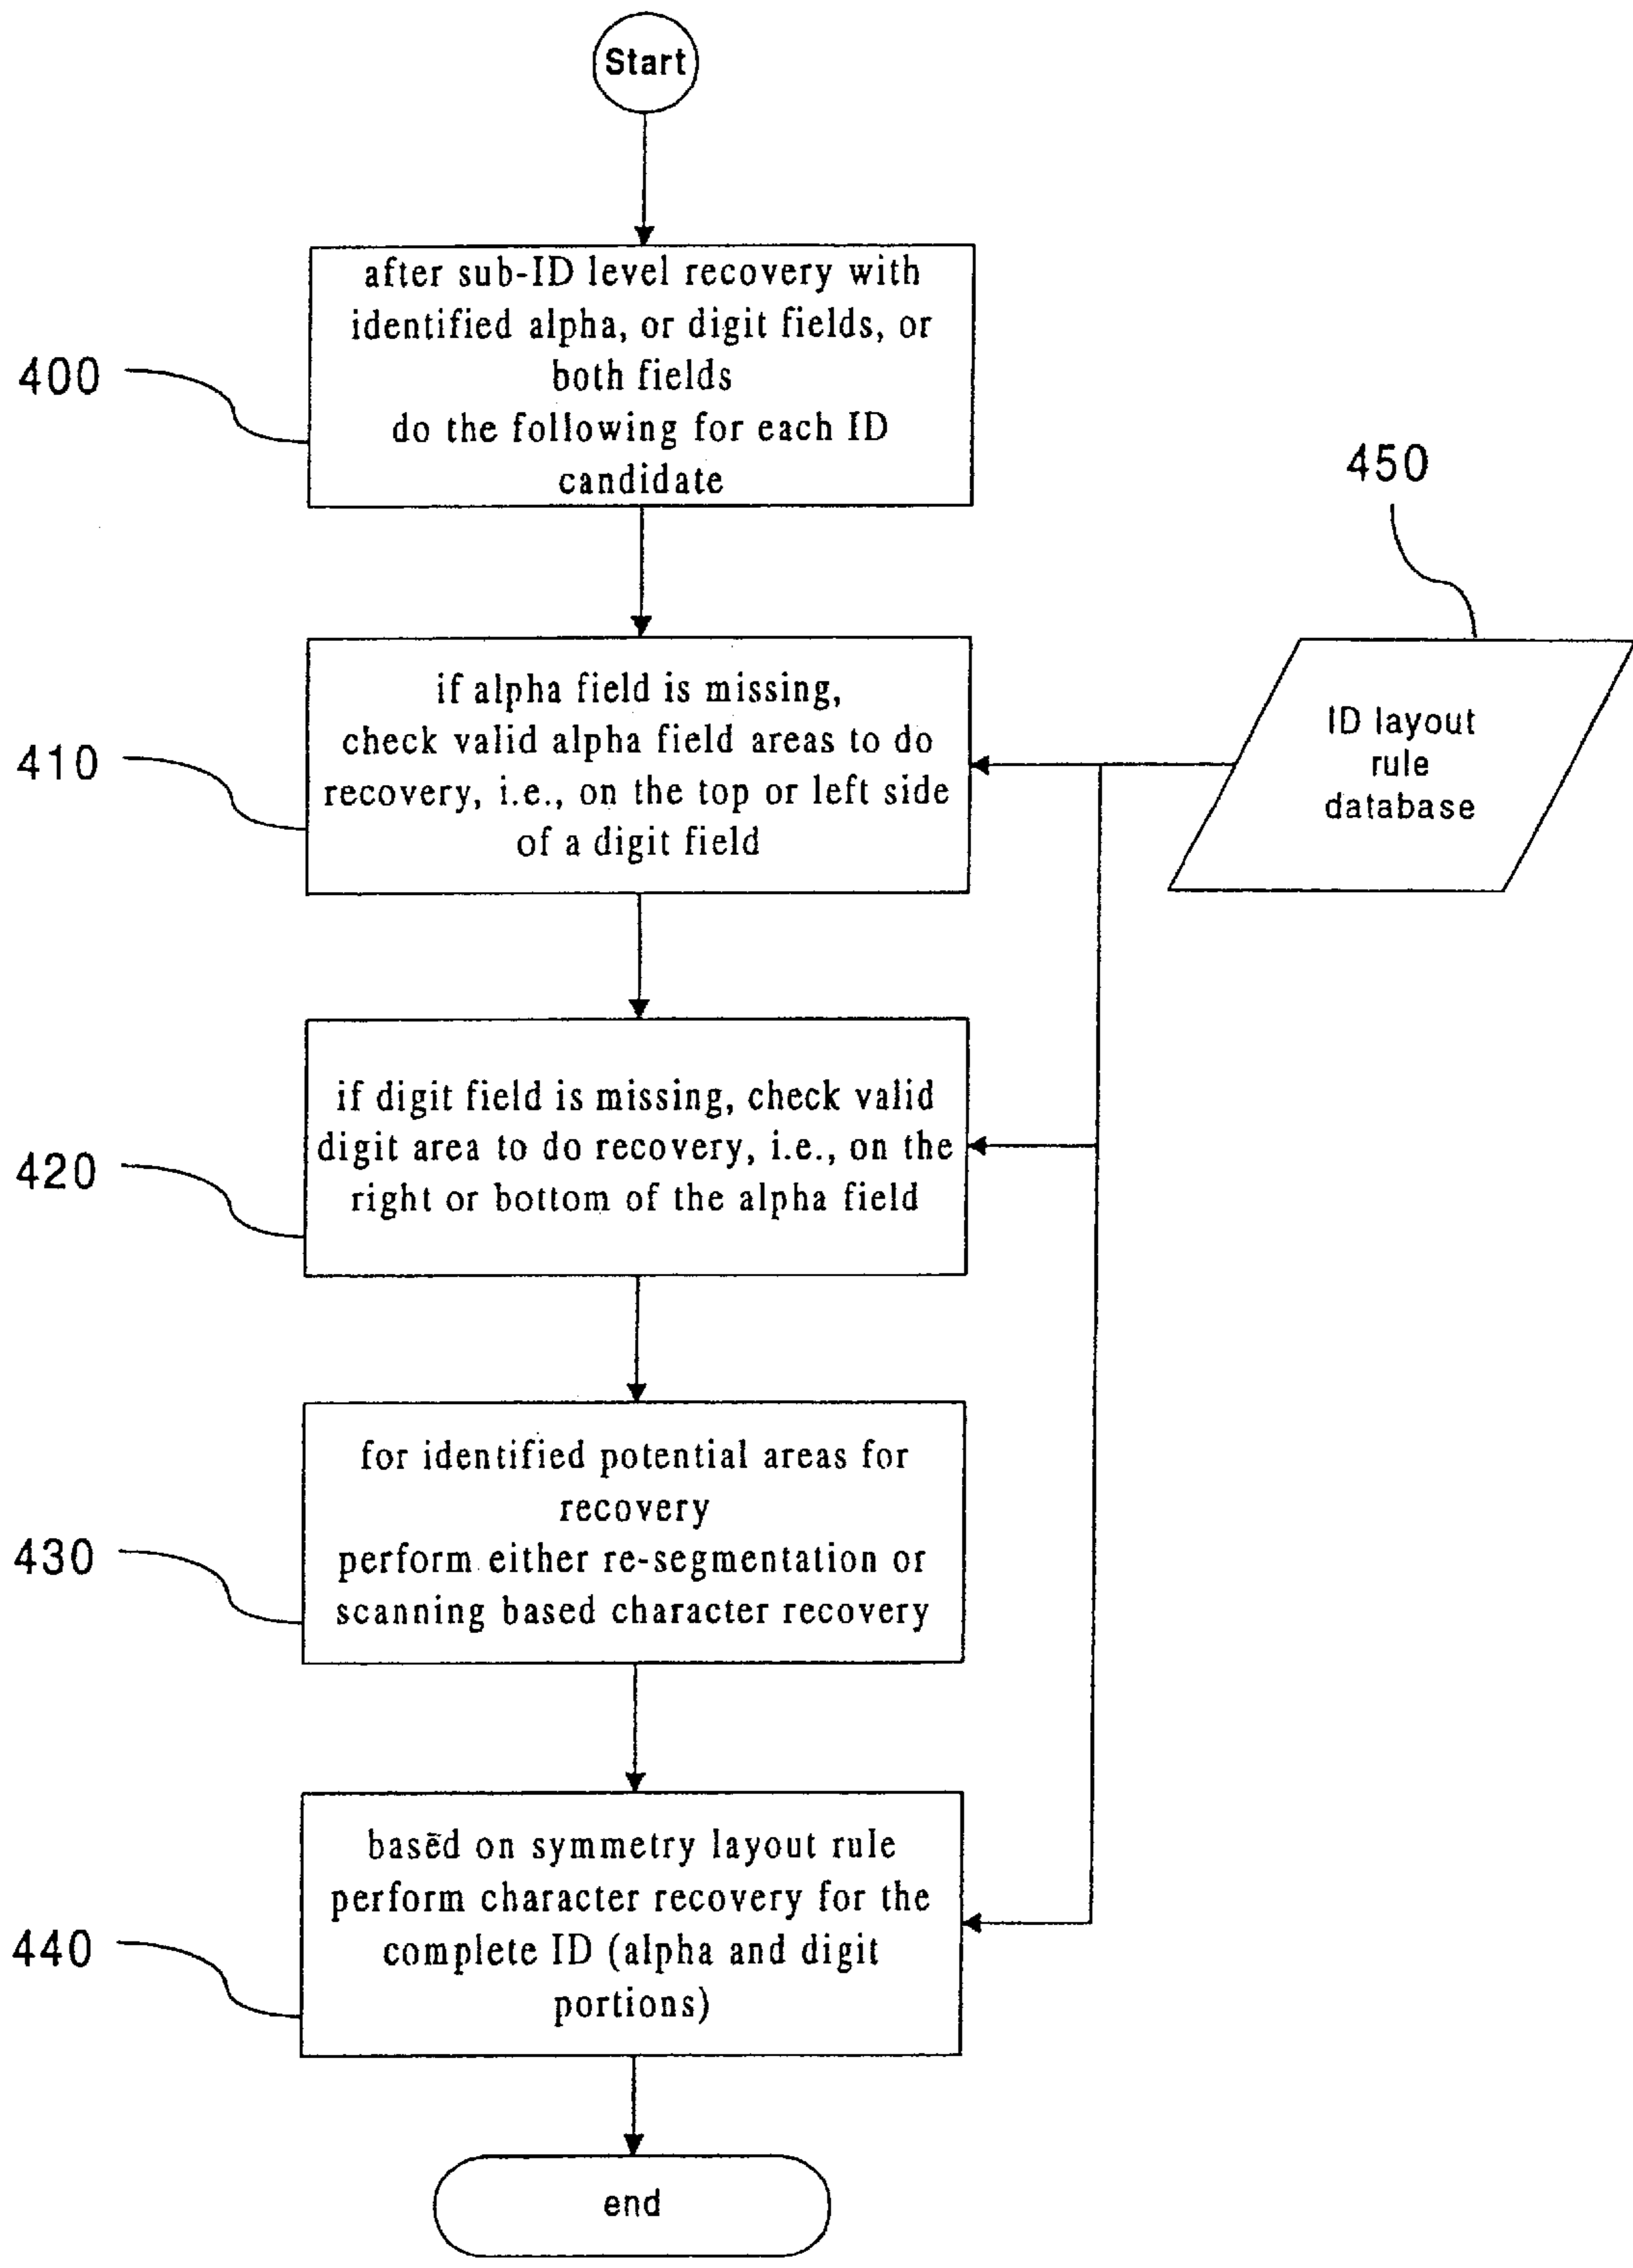 Start
after sub-ID level recovery with
identified alpha, or digit fields, or
both fields
do the following for each ID
candidate
400
450
if alpha field is missing,
check valid alpha field areas to do
recovery, i.e., on the top or left side
of a digit field
410
ID layout
rule
database
if digit field is missing, check valid
digit area to do recovery, i.e., on the
right or bottom of the alpha field
420
for identified potential areas for
recovery
perform either re-segmentation or
scanning based character recovery
430
based on symmetry layout rule
perform character recovery for the
complete ID (alpha and digit
portions)
440
end